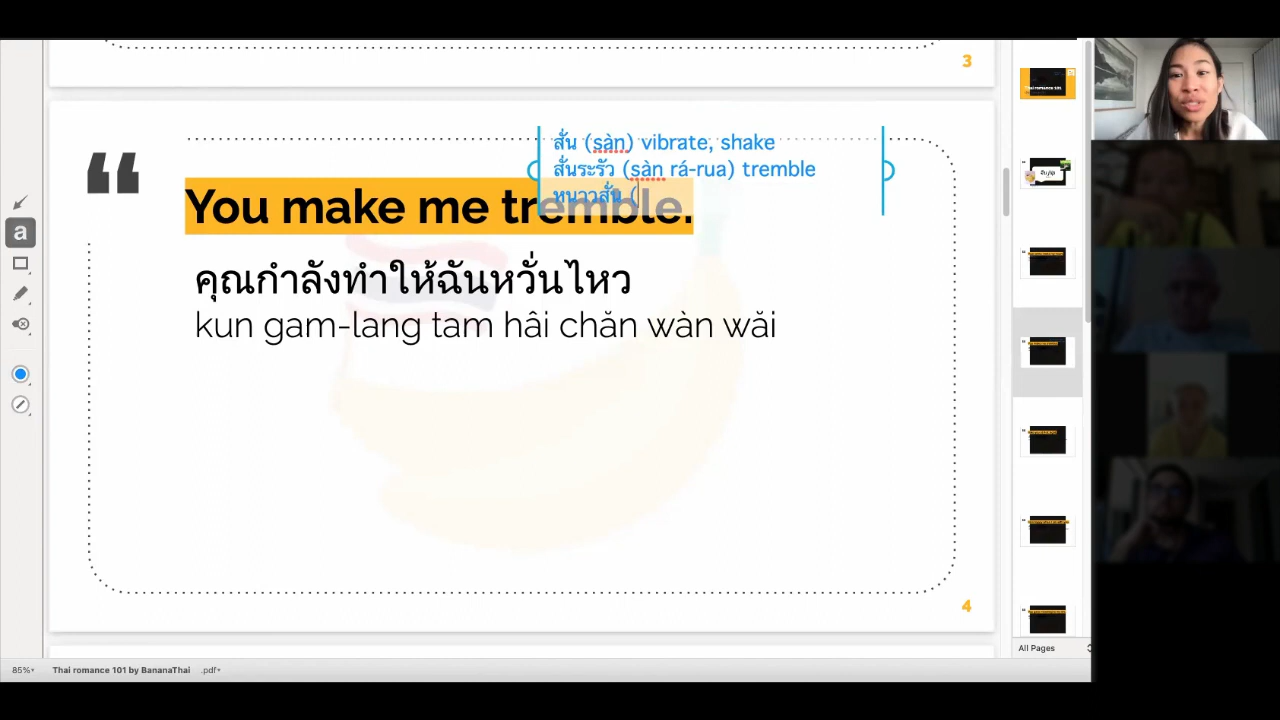 3
สั่น (sàn) vibrate, shake
สั่นระรัว (sàn rá-rua) tremble
หนาวสั่น (
❝
You make me tremble.
คุณกำลังทำให้ฉันหวั่นไหว
kun gam-lang tam hâi chăn wàn wăi
4
a
All Pages
85%
Thai romance 101 by BananaThai
.pdf